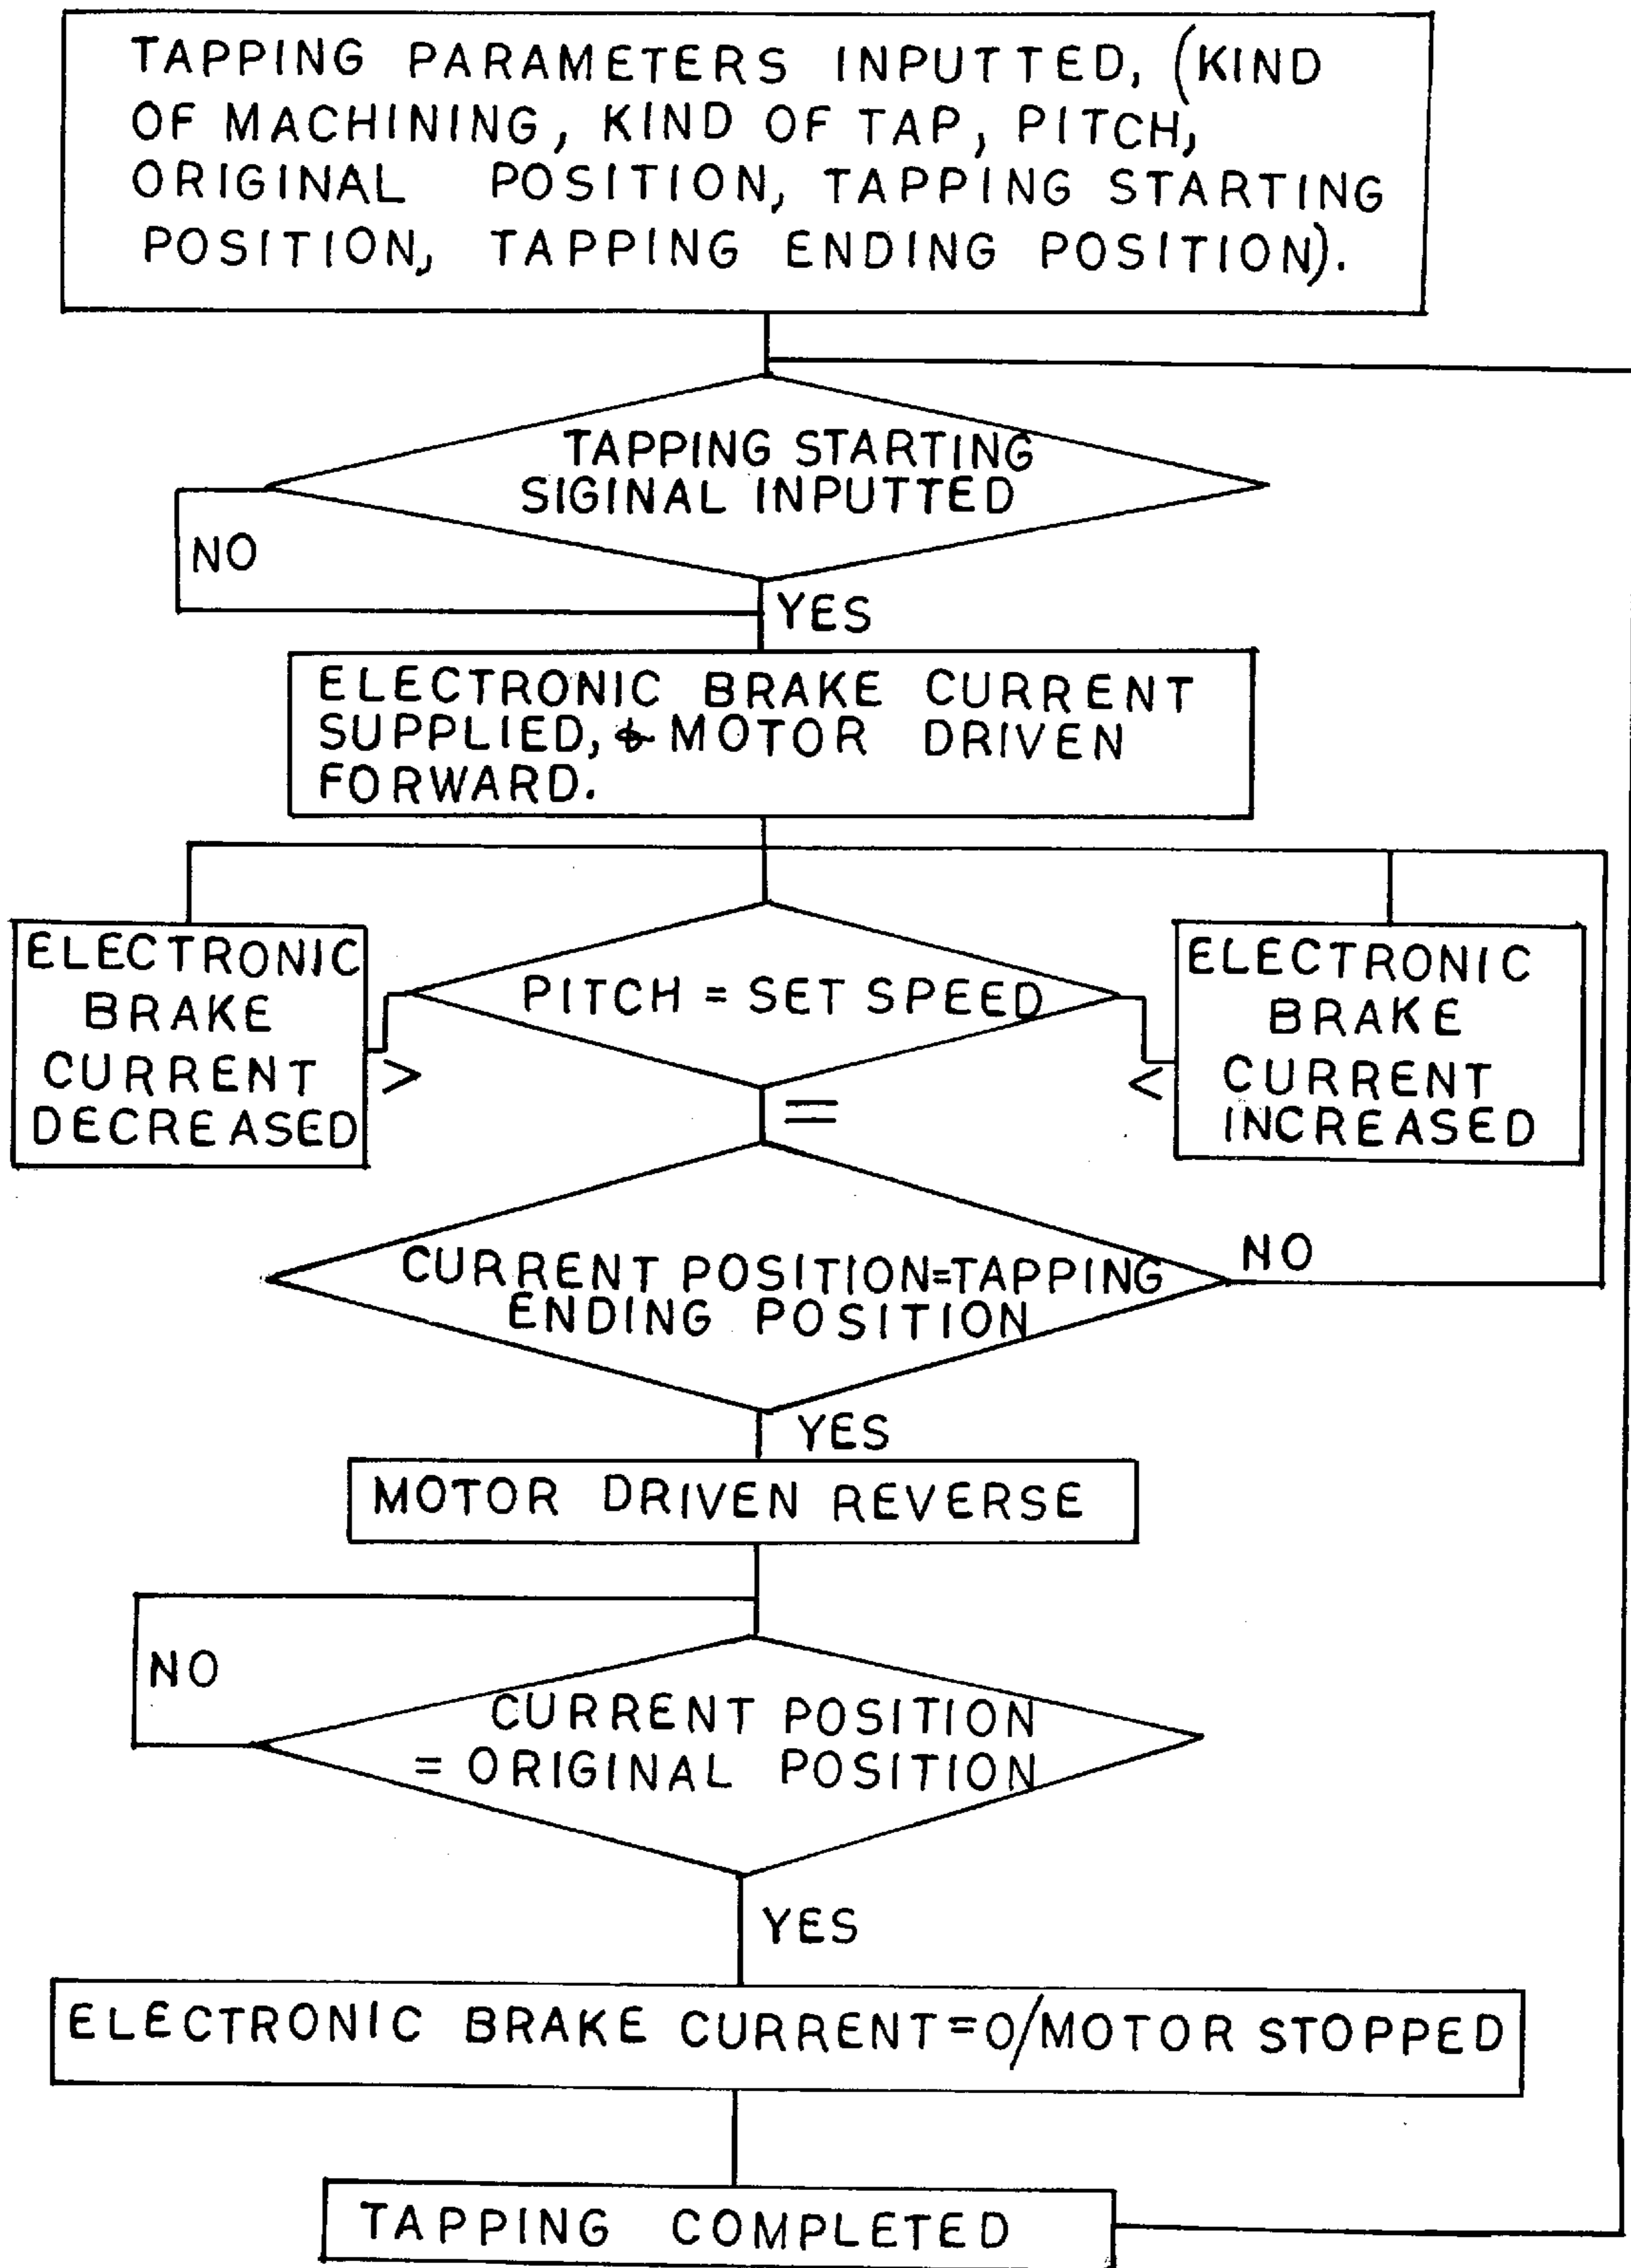 TAPPING PARAMETERS INPUTTED, (KIND
OF MACHINING, KIND OF TAP, PITCH,
ORIGINAL POSITION, TAPPING STARTING
POSITION, TAPPING ENDING POSITION).
TAPPING STARTING
SIGINAL INPUTTED
NO
YES
ELECTRONIC BRAKE CURRENT
SUPPLIED, & MOTOR DRIVEN
FORWARD.
ELECTRONIC
BRAKE
CURRENT
DECREASED
>
PITCH = SET SPEED
<
ELECTRONIC
BRAKE
CURRENT
INCREASED
=
CURRENT POSITION=TAPPING
ENDING POSITION
NO
YES
MOTOR DRIVEN REVERSE
NO
CURRENT POSITION
= ORIGINAL POSITION
YES
ELECTRONIC BRAKE CURRENT=0/MOTOR STOPPED
TAPPING COMPLETED